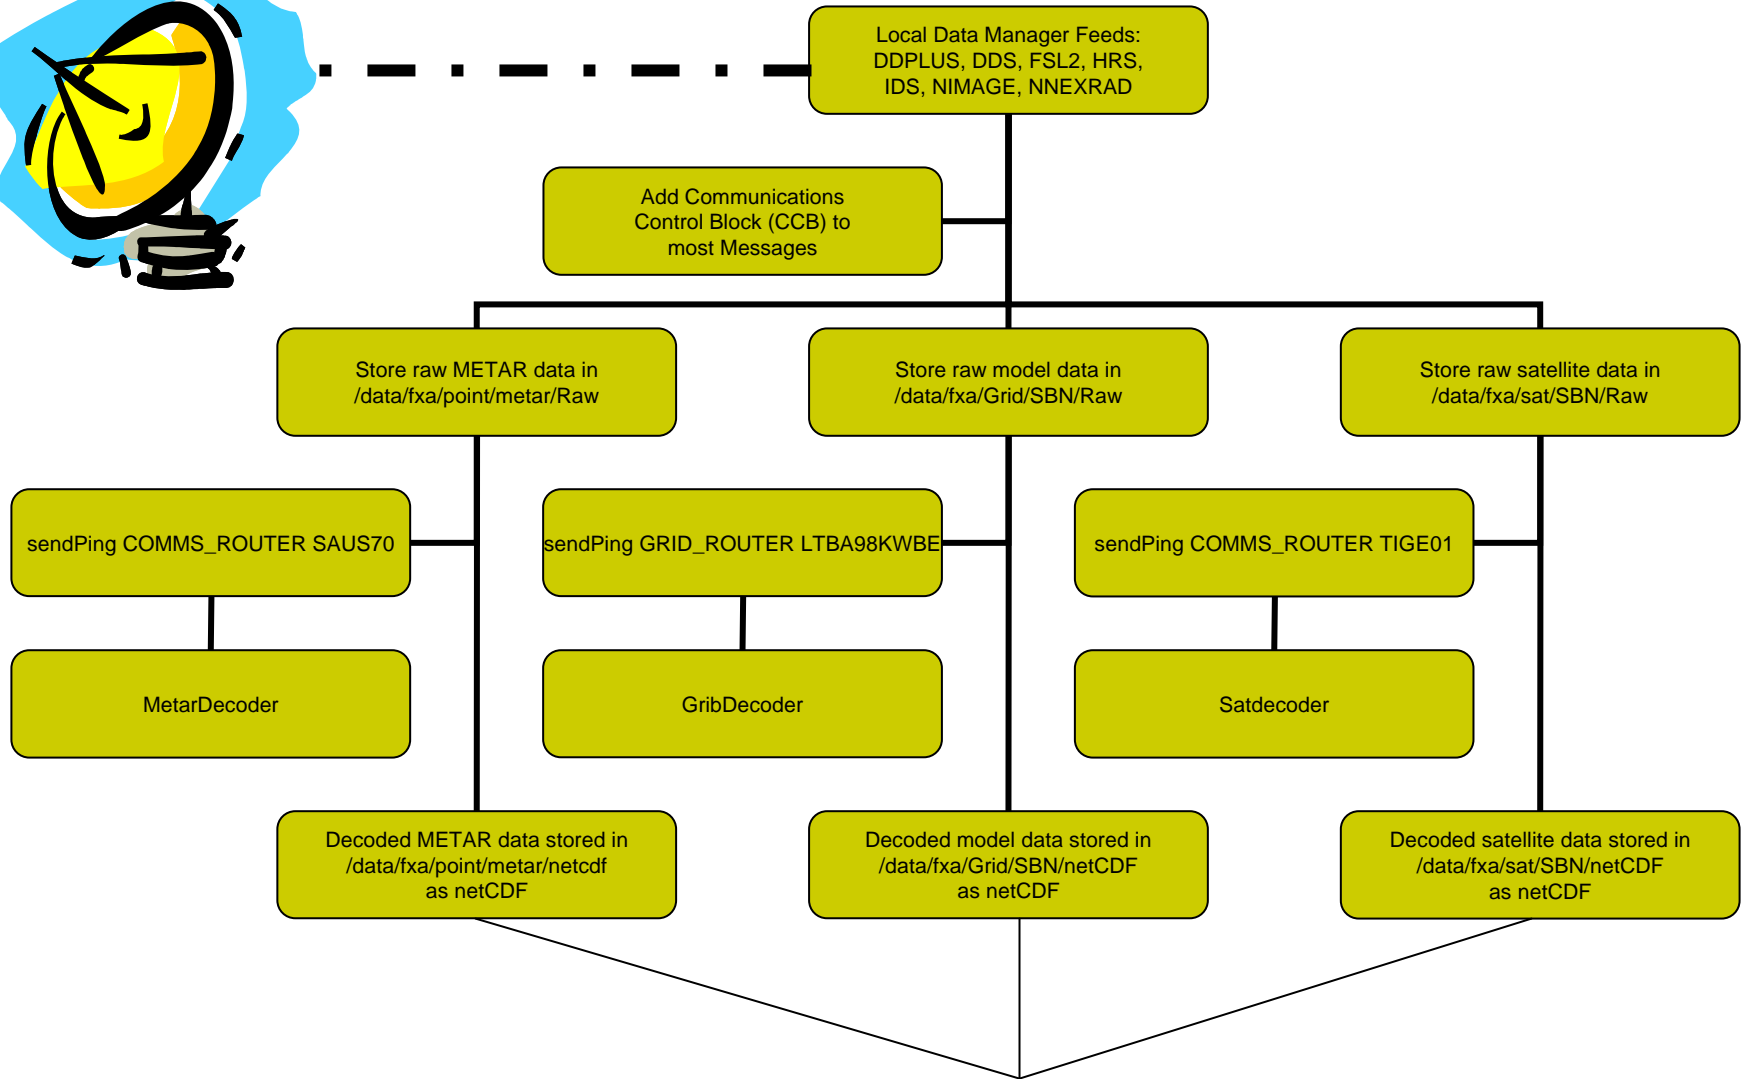 Local Data Manager Feeds:
DDPLUS, DDS, FSL2, HRS,
IDS, NIMAGE, NNEXRAD
Add Communications
Control Block (CCB) to
most Messages
Store raw METAR data in
/data/fxa/point/metar/Raw
Store raw model data in
/data/fxa/Grid/SBN/Raw
Store raw satellite data in
/data/fxa/sat/SBN/Raw
sendPing COMMS_ROUTER SAUS70
sendPing GRID_ROUTER LTBA98KWBE
sendPing COMMS_ROUTER TIGE01
MetarDecoder
GribDecoder
Satdecoder
Decoded METAR data stored in
/data/fxa/point/metar/netcdf
as netCDF
Decoded model data stored in
/data/fxa/Grid/SBN/netCDF
as netCDF
Decoded satellite data stored in
/data/fxa/sat/SBN/netCDF
as netCDF